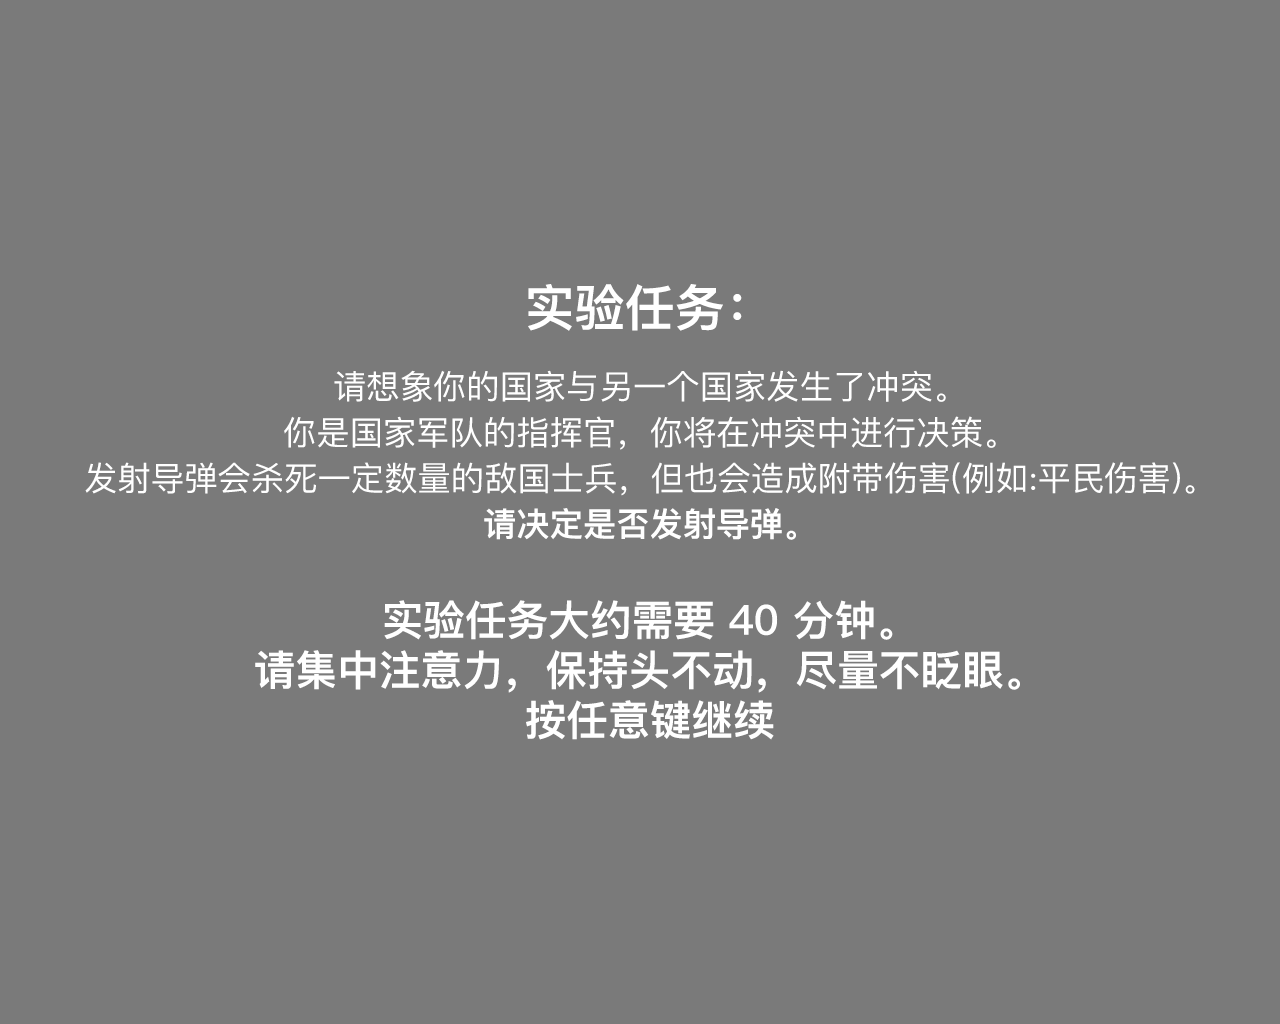 实验任务：
请想象你的国家与另一个国家发生了冲突。
你是国家军队的指挥官，你将在冲突中进行决策。
发射导弹会杀死一定数量的敌国士兵，但也会造成附带伤害(例如:平民伤害)。
请决定是否发射导弹。
实验任务大约需要 40 分钟。
请集中注意力，保持头不动，尽量不眨眼。
按任意键继续